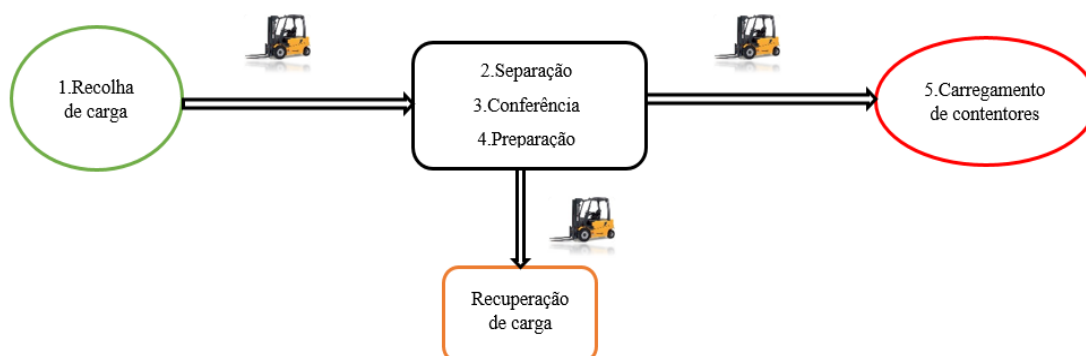 1.Recolha
de carga
2.Separação
3.Conferência
4.Preparação
5.Carregamento
de contentores
Recuperação
de carga